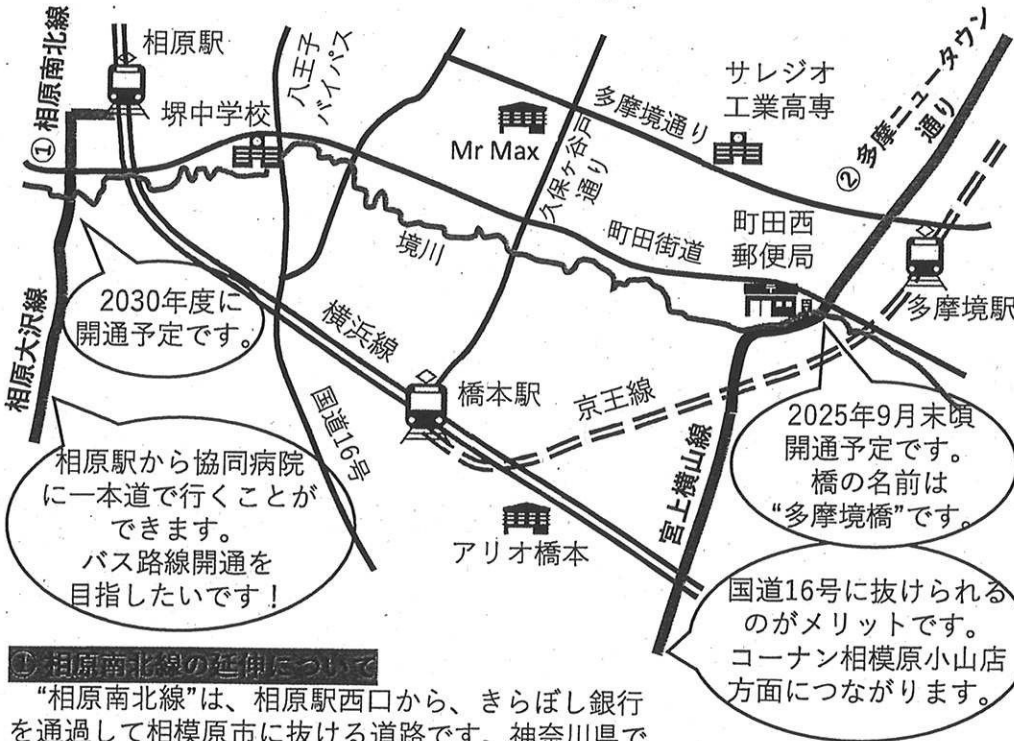 ① 相原南北線
相原駅
堺中学校
八王子
バイパス
Mr Max
久保ヶ谷戸
通り
多摩境通り
サレジオ
工業高専
② 多摩ニュータウン
通り
町田街道
町田西
郵便局
多摩境駅
境川
2030年度に
開通予定です。
相原大沢線
横浜線
国道16号
橋本駅
京王線
アリオ橋本
宮上横山線
2025年9月末頃
開通予定です。
橋の名前は
“多摩境橋”です。
相原駅から協同病院
に一本道で行くことが
できます。
バス路線開通を
目指したいです！
国道16号に抜けられる
のがメリットです。
コーナン相模原小山店
方面につながります。
①相原南北線の延伸について
“相原南北線”は、相原駅西口から、きらぼし銀行
を通過して相模原市に抜ける道路です。神奈川県で